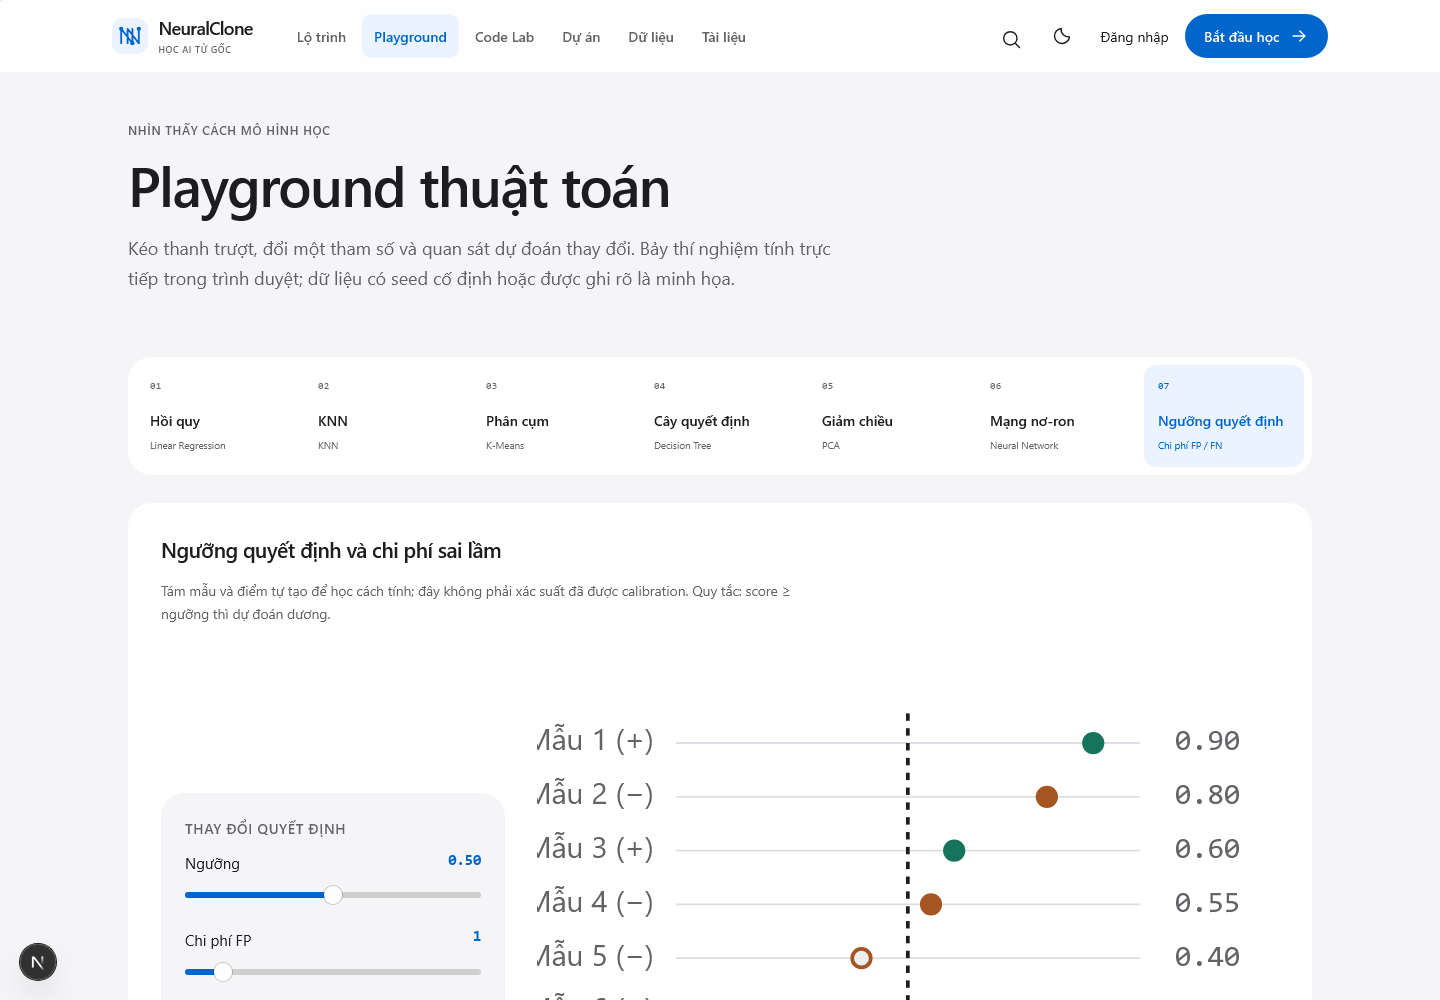 NeuralClone
HỌC AI TỪ GỐC
Lộ trình
Playground
Code Lab
Dự án
Dữ liệu
Tài liệu
Đăng nhập
Bắt đầu học
NHÌN THẤY CÁCH MÔ HÌNH HỌC
Playground thuật toán
Kéo thanh trượt, đổi một tham số và quan sát dự đoán thay đổi. Bảy thí nghiệm tính trực
tiếp trong trình duyệt; dữ liệu có seed cố định hoặc được ghi rõ là minh họa.
01
Hồi quy
Linear Regression
02
KNN
KNN
03
Phân cụm
K-Means
04
Cây quyết định
Decision Tree
05
Giảm chiều
PCA
06
Mạng nơ-ron
Neural Network
07
Ngưỡng quyết định
Chi phí FP / FN
Ngưỡng quyết định và chi phí sai lầm
Tám mẫu và điểm tự tạo để học cách tính; đây không phải xác suất đã được calibration. Quy tắc: score ≥
ngưỡng thì dự đoán dương.
THAY ĐỔI QUYẾT ĐỊNH
Ngưỡng 0.50
Chi phí FP 1
Mẫu 1 (+) 0.90
Mẫu 2 (−) 0.80
Mẫu 3 (+) 0.60
Mẫu 4 (−) 0.55
Mẫu 5 (−) 0.40
N